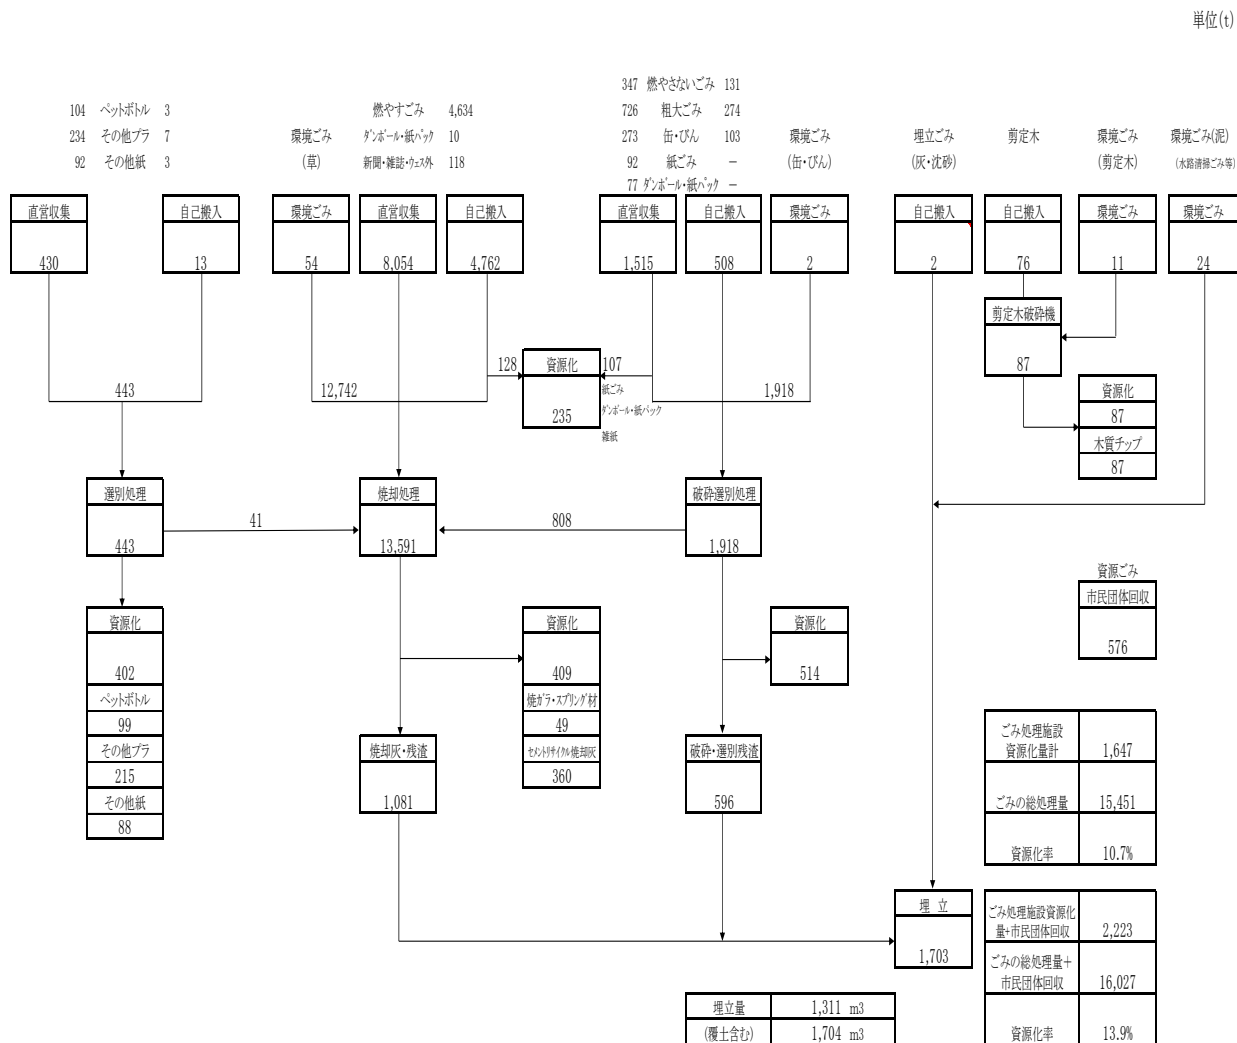 単位(t)
347 燃やさないごみ 131
104 ペットボトル 3
燃やすごみ 4,634
726 粗大ごみ 274
234 その他プラ 7
環境ごみ
ダンボール・紙パック 10
273 缶・びん 103
環境ごみ
埋立ごみ
剪定木
環境ごみ
環境ごみ(泥)
92 その他紙 3
(草)
新聞・雑誌・ウェス外 118
92 紙ごみ －
(缶・びん)
(灰・沈砂)
(剪定木)
(水路清掃ごみ等)
77 ダンボール・紙パック －
直営収集
自己搬入
環境ごみ
直営収集
自己搬入
直営収集
自己搬入
環境ごみ
自己搬入
自己搬入
環境ごみ
環境ごみ
430
13
54
8,054
4,762
1,515
508
2
2
76
11
24
剪定木破砕機
87
128
資源化
107
紙ごみ
ダンボール・紙パック
雑紙
235
443
12,742
1,918
資源化
87
木質チップ
87
選別処理
焼却処理
破砕選別処理
41
808
443
13,591
1,918
資源ごみ
市民団体回収
576
資源化
402
ペットボトル
99
その他プラ
215
その他紙
88
資源化
409
焼ガラ・スプリング材
49
セメントリサイクル焼却灰
360
資源化
514
焼却灰・残渣
1,081
破砕・選別残渣
596
ごみ処理施設
資源化量計
1,647
ごみの総処理量
15,451
資源化率
10.7%
埋 立
1,703
ごみ処理施設資源化
量+市民団体回収
2,223
ごみの総処理量＋
市民団体回収
16,027
資源化率
13.9%
埋立量
1,311 m3
(覆土含む)
1,704 m3